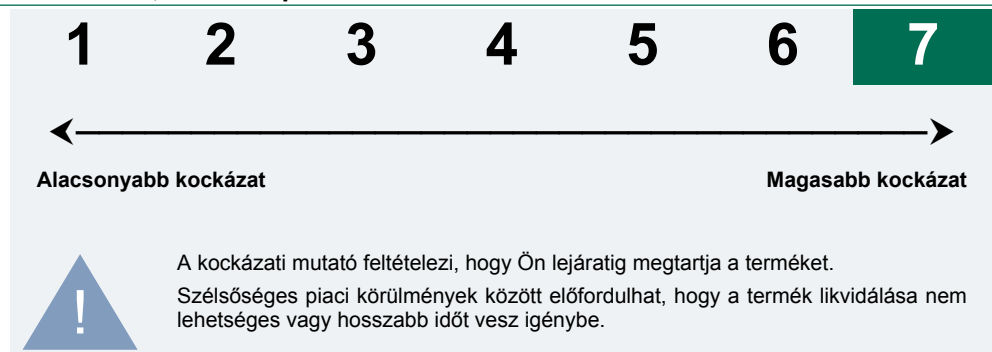 1 2 3 4 5 6 7
Alacsonyabb kockázat Magasabb kockázat
A kockázati mutató feltételezi, hogy Ön lejáratig megtartja a terméket.
Szélsőséges piaci körülmények között előfordulhat, hogy a termék likvidálása nem
lehetséges vagy hosszabb időt vesz igénybe.
!